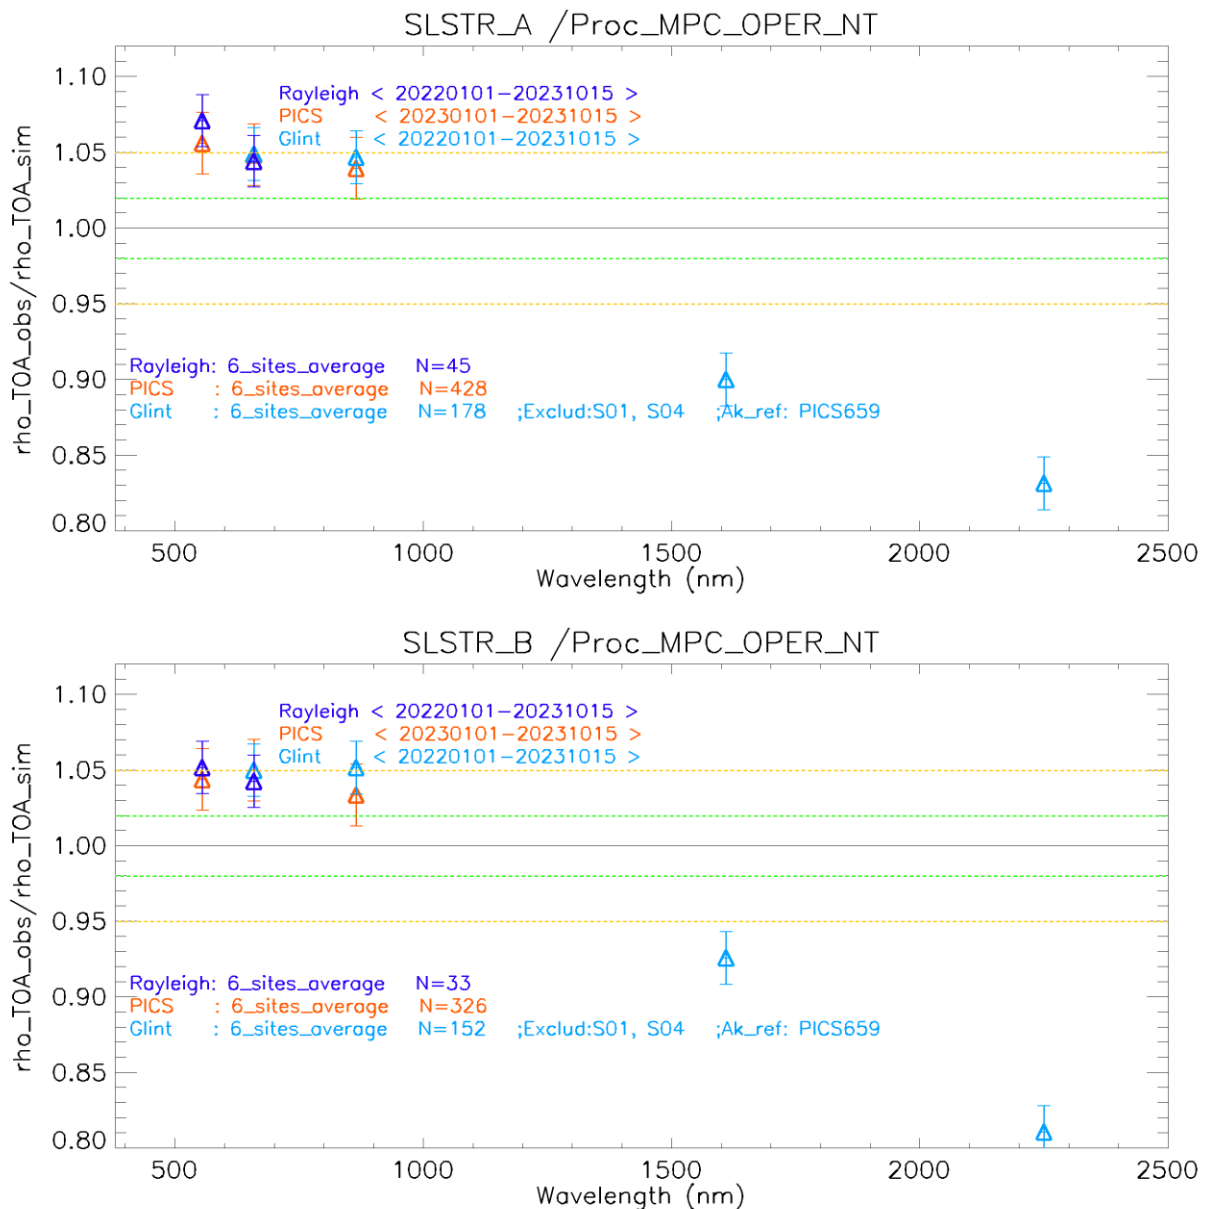 SLSTR_A /Proc_MPC_OPER_NT
1.10
Rayleigh < 20220101-20231015 >
PICS < 20230101-20231015 >
Glint < 20220101-20231015 >
1.05
1.00
0.95
0.90
0.85
0.80
rho_TOA_obs/rho_TOA_sim
Rayleigh: 6_sites_average N=45
PICS : 6_sites_average N=428
Glint : 6_sites_average N=178 ;Exclud:S01, S04 ;Ak_ref: PICS659
500 1000 1500 2000 2500
Wavelength (nm)
SLSTR_B /Proc_MPC_OPER_NT
1.10
Rayleigh < 20220101-20231015 >
PICS < 20230101-20231015 >
Glint < 20220101-20231015 >
1.05
1.00
0.95
0.90
0.85
0.80
rho_TOA_obs/rho_TOA_sim
Rayleigh: 6_sites_average N=33
PICS : 6_sites_average N=326
Glint : 6_sites_average N=152 ;Exclud:S01, S04 ;Ak_ref: PICS659
500 1000 1500 2000 2500
Wavelength (nm)